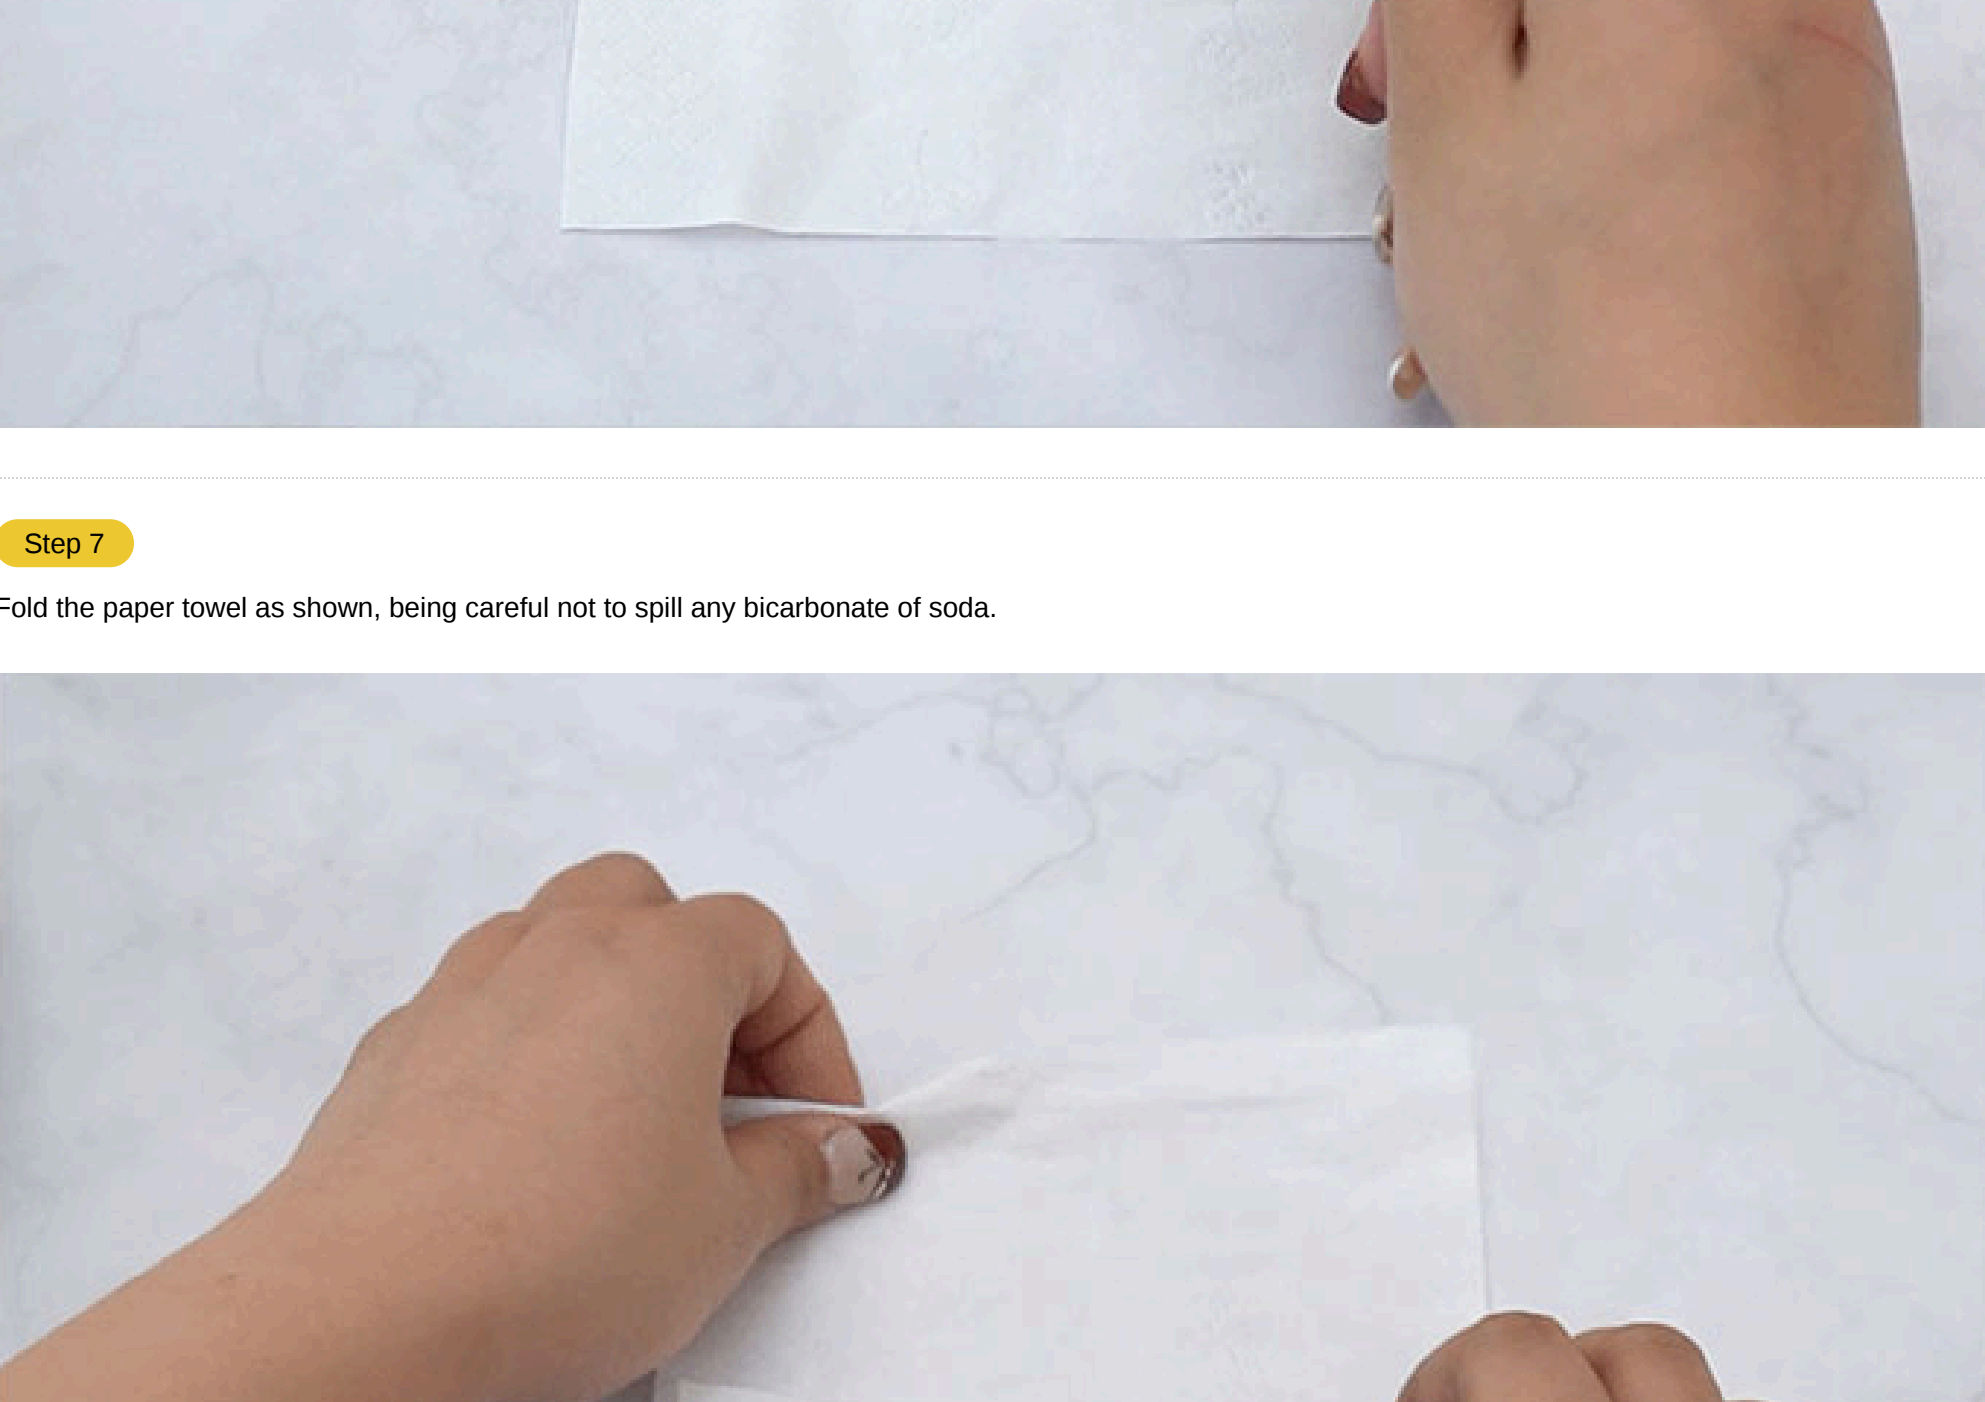 Step 7
Fold the paper towel as shown, being careful not to spill any bicarbonate of soda.